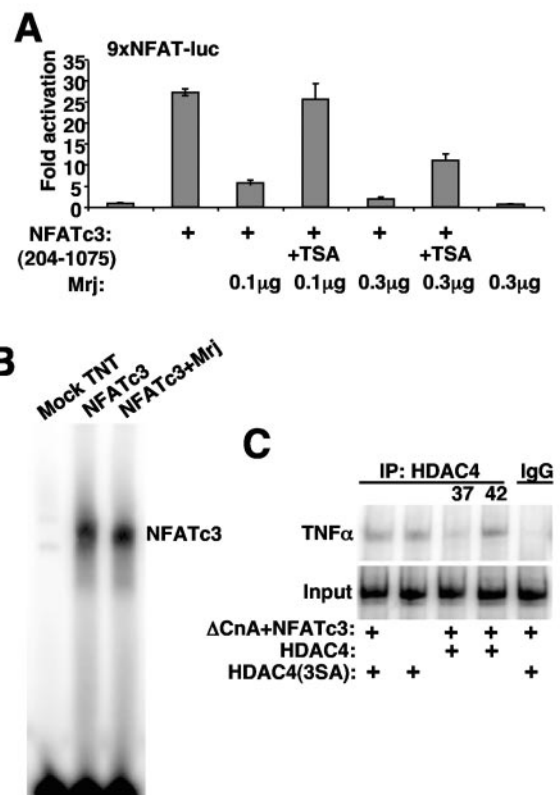 A
9xNFAT-luc
35
30
25
20
15
10
5
0
Fold activation
NFATc3: + + + + +
(204-1075) +TSA +TSA
Mrj: 0.1µg 0.1µg 0.3µg 0.3µg 0.3µg
B
Mock TNT
NFATc3
NFATc3+Mrj
NFATc3
C
IP: HDAC4 IgG
37 42
TNFα
Input
ΔCnA+NFATc3: + + + +
HDAC4: + +
HDAC4(3SA): + + +